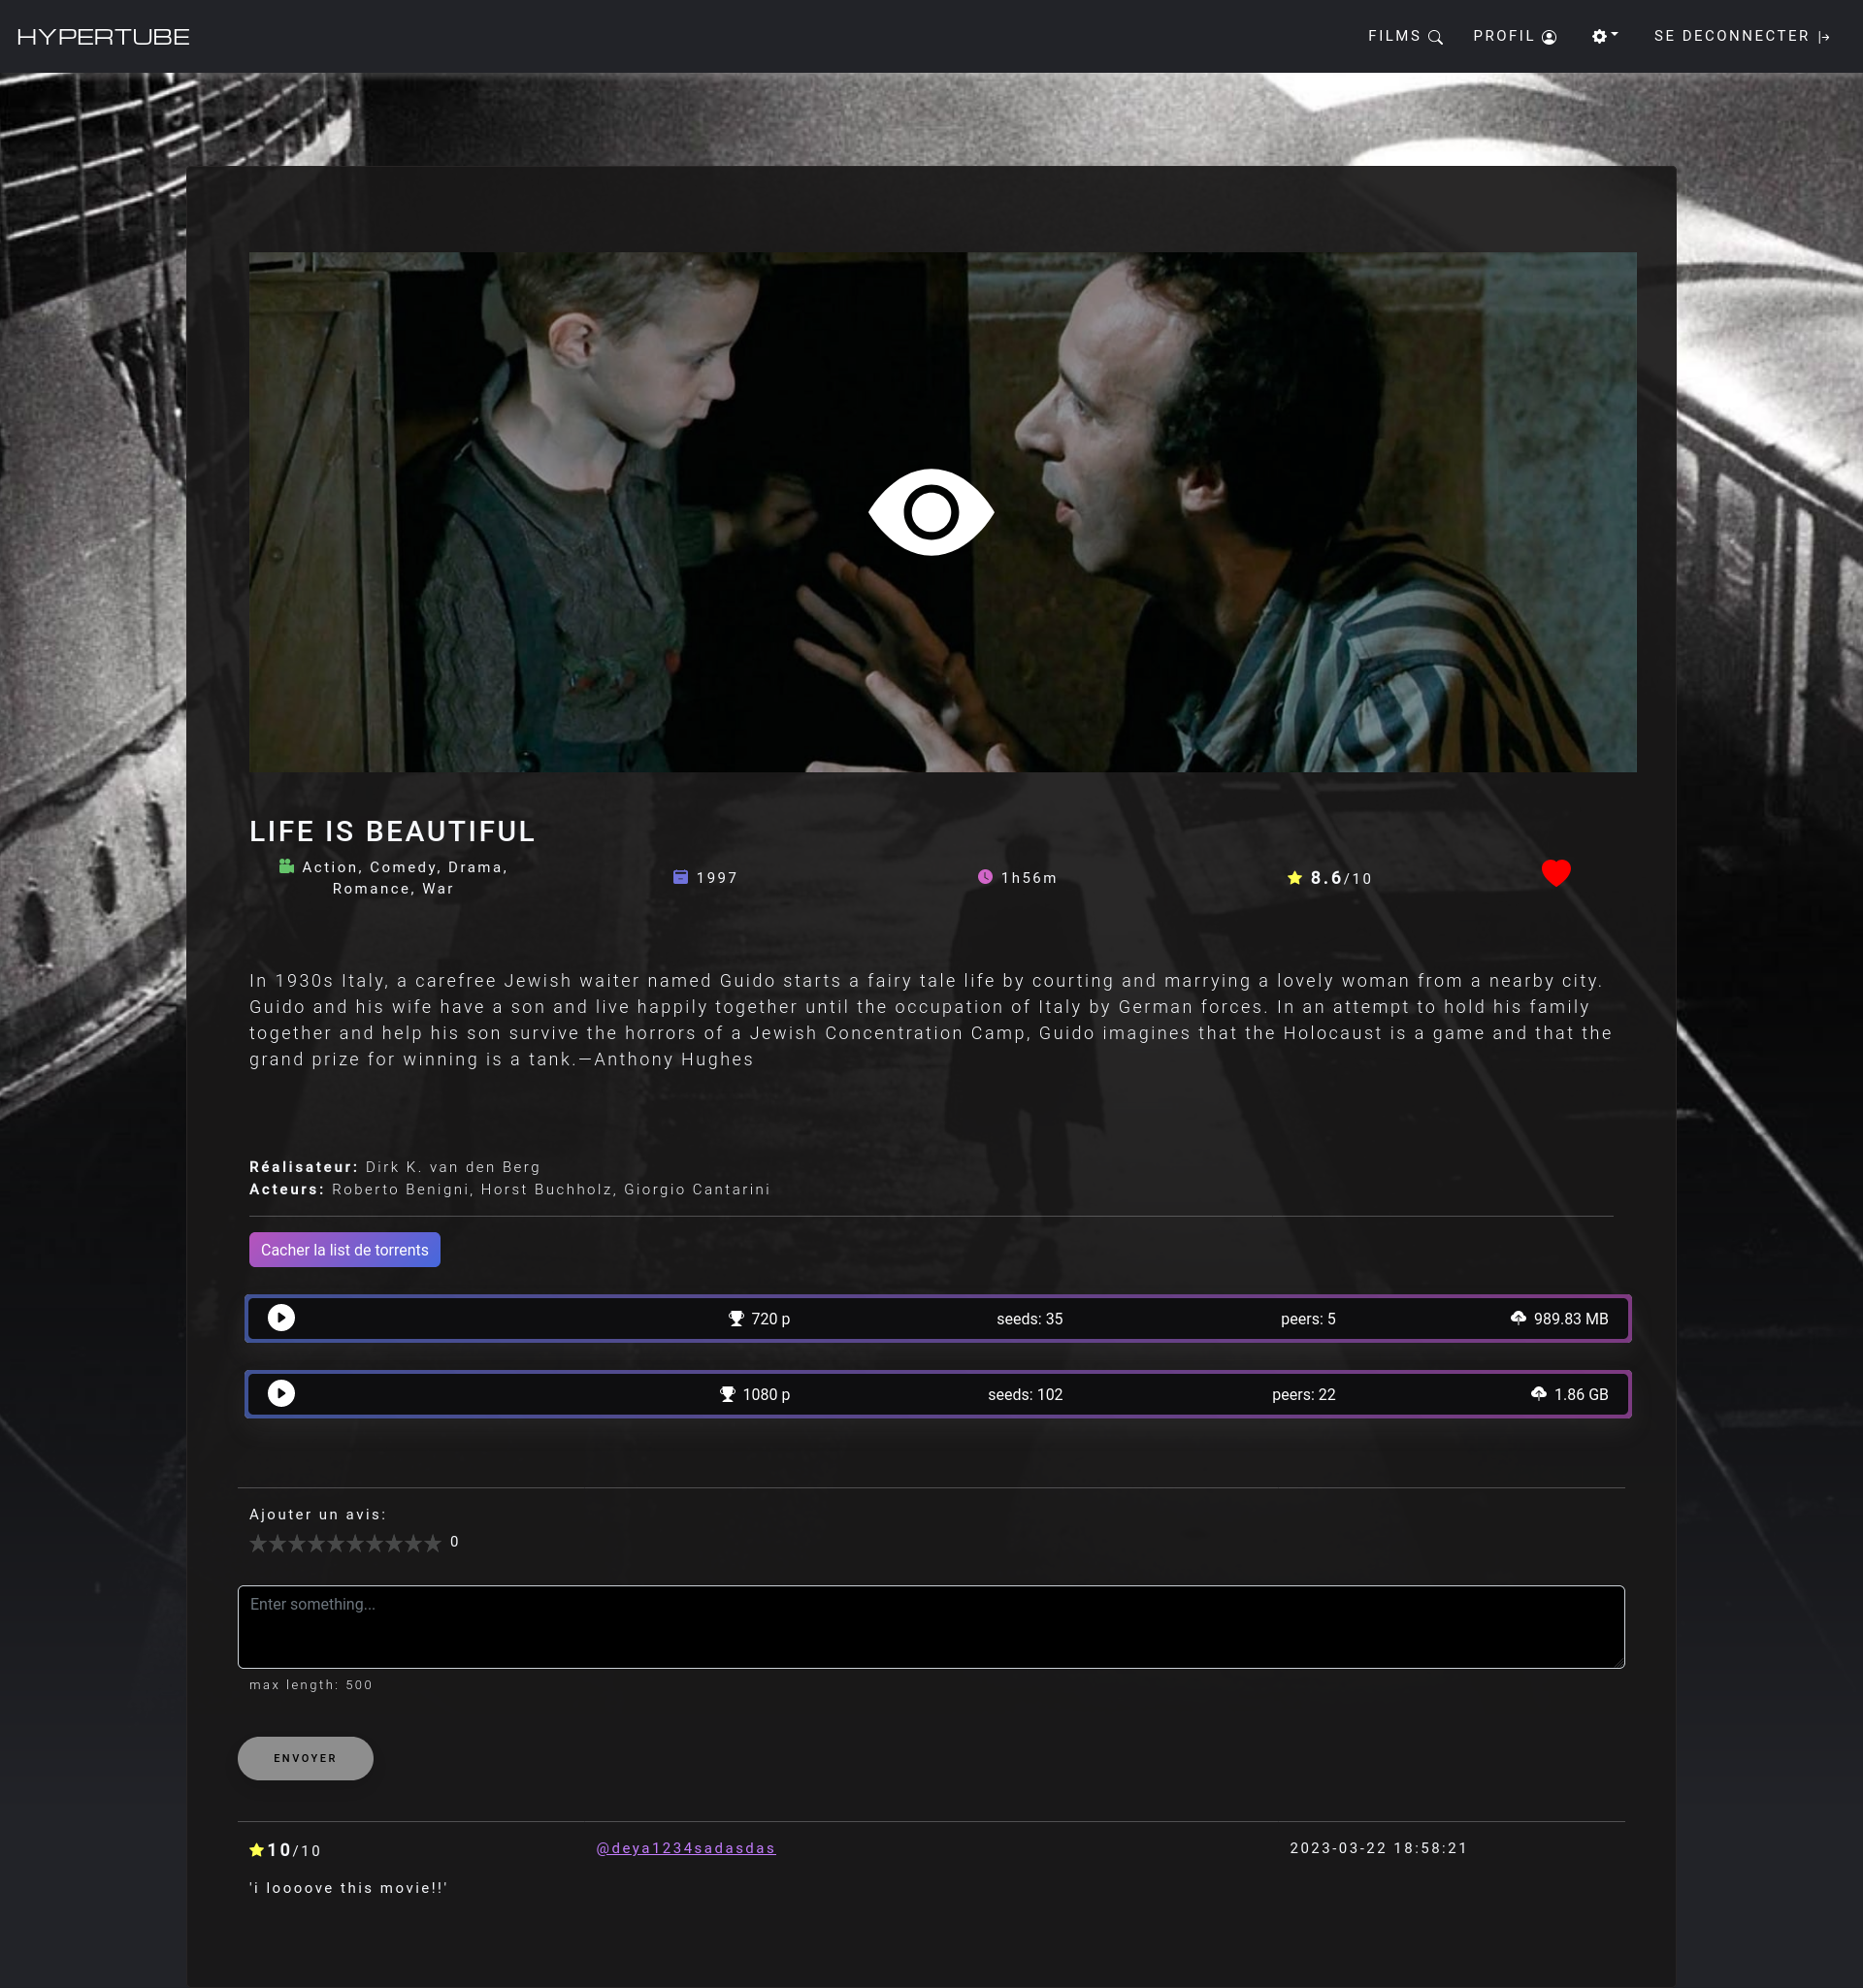 HYPERTUBE
FILMS
PROFIL
SE DECONNECTER
LIFE IS BEAUTIFUL
Action, Comedy, Drama,
Romance, War
1997
1h56m
8.6/10
In 1930s Italy, a carefree Jewish waiter named Guido starts a fairy tale life by courting and marrying a lovely woman from a nearby city.
Guido and his wife have a son and live happily together until the occupation of Italy by German forces. In an attempt to hold his family
together and help his son survive the horrors of a Jewish Concentration Camp, Guido imagines that the Holocaust is a game and that the
grand prize for winning is a tank.—Anthony Hughes
Réalisateur: Dirk K. van den Berg
Acteurs: Roberto Benigni, Horst Buchholz, Giorgio Cantarini
Cacher la list de torrents
720 p seeds: 35 peers: 5 989.83 MB
1080 p seeds: 102 peers: 22 1.86 GB
Ajouter un avis:
0
Enter something...
max length: 500
ENVOYER
10/10 @deya1234sadasdas 2023-03-22 18:58:21
'i loooove this movie!!'